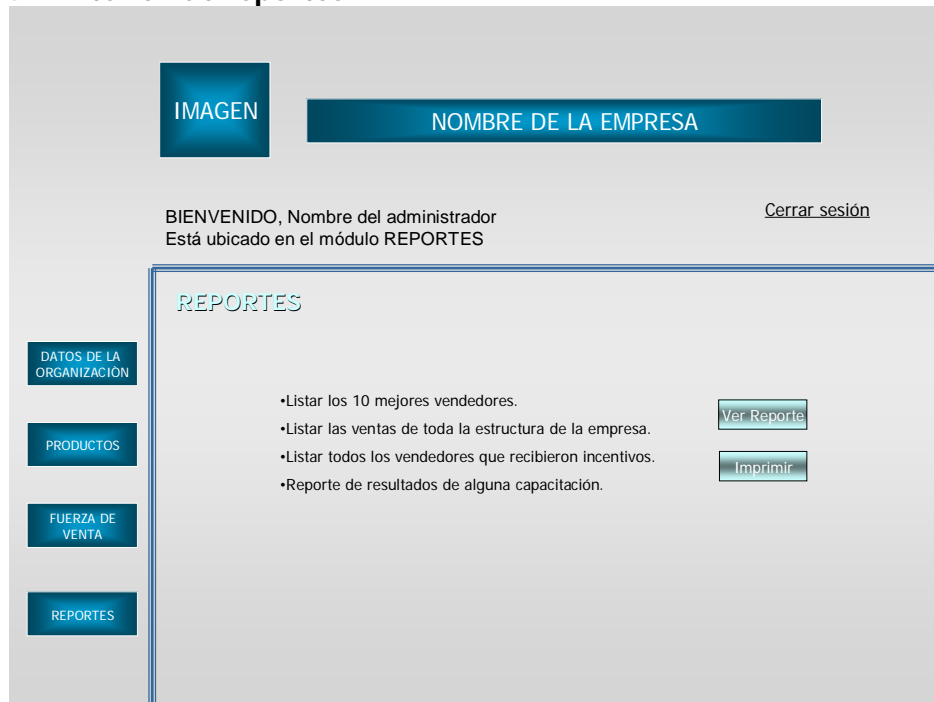 IMAGEN
NOMBRE DE LA EMPRESA
Cerrar sesión
BIENVENIDO, Nombre del administrador
Está ubicado en el módulo REPORTES
REPORTES
DATOS DE LA
ORGANIZACIÒN
•Listar los 10 mejores vendedores.
Ver Reporte
•Listar las ventas de toda la estructura de la empresa.
PRODUCTOS
•Listar todos los vendedores que recibieron incentivos.
Imprimir
•Reporte de resultados de alguna capacitación.
FUERZA DE
VENTA
REPORTES